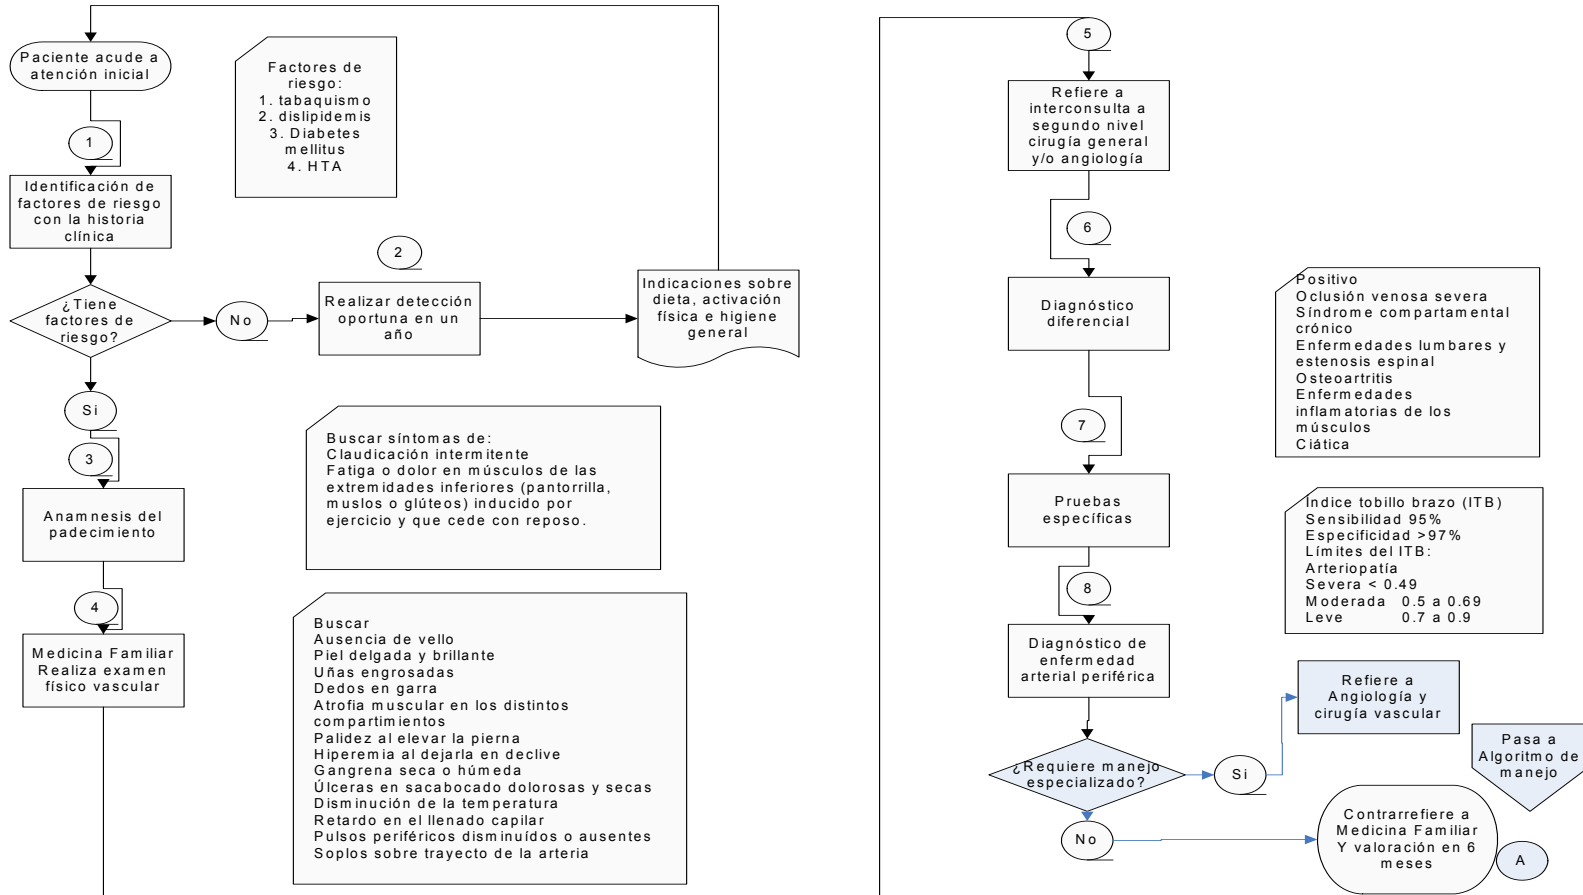 Paciente acude a
atención inicial
Factores de
riesgo:
1. tabaquismo
2. dislipidemis
3. Diabetes
mellitus
4. HTA
1
Identificación de
factores de riesgo
con la historia
clínica
2
¿Tiene
factores de
riesgo?
No
Realizar detección
oportuna en un
año
Indicaciones sobre
dieta, activación
física e higiene
general
Si
3
Buscar síntomas de:
Claudicación intermitente
Fatiga o dolor en músculos de las
extremidades inferiores (pantorrilla,
muslos o glúteos) inducido por
ejercicio y que cede con reposo.
Anamnesis del
padecimiento
4
Medicina Familiar
Realiza examen
físico vascular
Buscar
Ausencia de vello
Piel delgada y brillante
Uñas engrosadas
Dedos en garra
Atrofia muscular en los distintos
compartimientos
Palidez al elevar la pierna
Hiperemia al dejarla en declive
Gangrena seca o húmeda
Úlceras en sacabocado dolorosas y secas
Disminución de la temperatura
Retardo en el llenado capilar
Pulsos periféricos disminuídos o ausentes
Soplos sobre trayecto de la arteria
5
Refiere a
interconsulta a
segundo nivel
cirugía general
y/o angiología
6
Diagnóstico
diferencial
Positivo
Oclusión venosa severa
Síndrome compartamental
crónico
Enfermedades lumbares y
estenosis espinal
Osteoartritis
Enfermedades
inflamatorias de los
músculos
Ciática
7
Pruebas
específicas
Indice tobillo brazo (ITB)
Sensibilidad 95%
Especificidad >97%
Límites del ITB:
Arteriopatía
Severa < 0.49
Moderada 0.5 a 0.69
Leve 0.7 a 0.9
8
Diagnóstico de
enfermedad
arterial periférica
Refiere a
Angiología y
cirugía vascular
¿Requiere manejo
especializado?
Si
Pasa a
Algoritmo de
manejo
No
Contrarrefiere a
Medicina Familiar
Y valoración en 6
meses
A